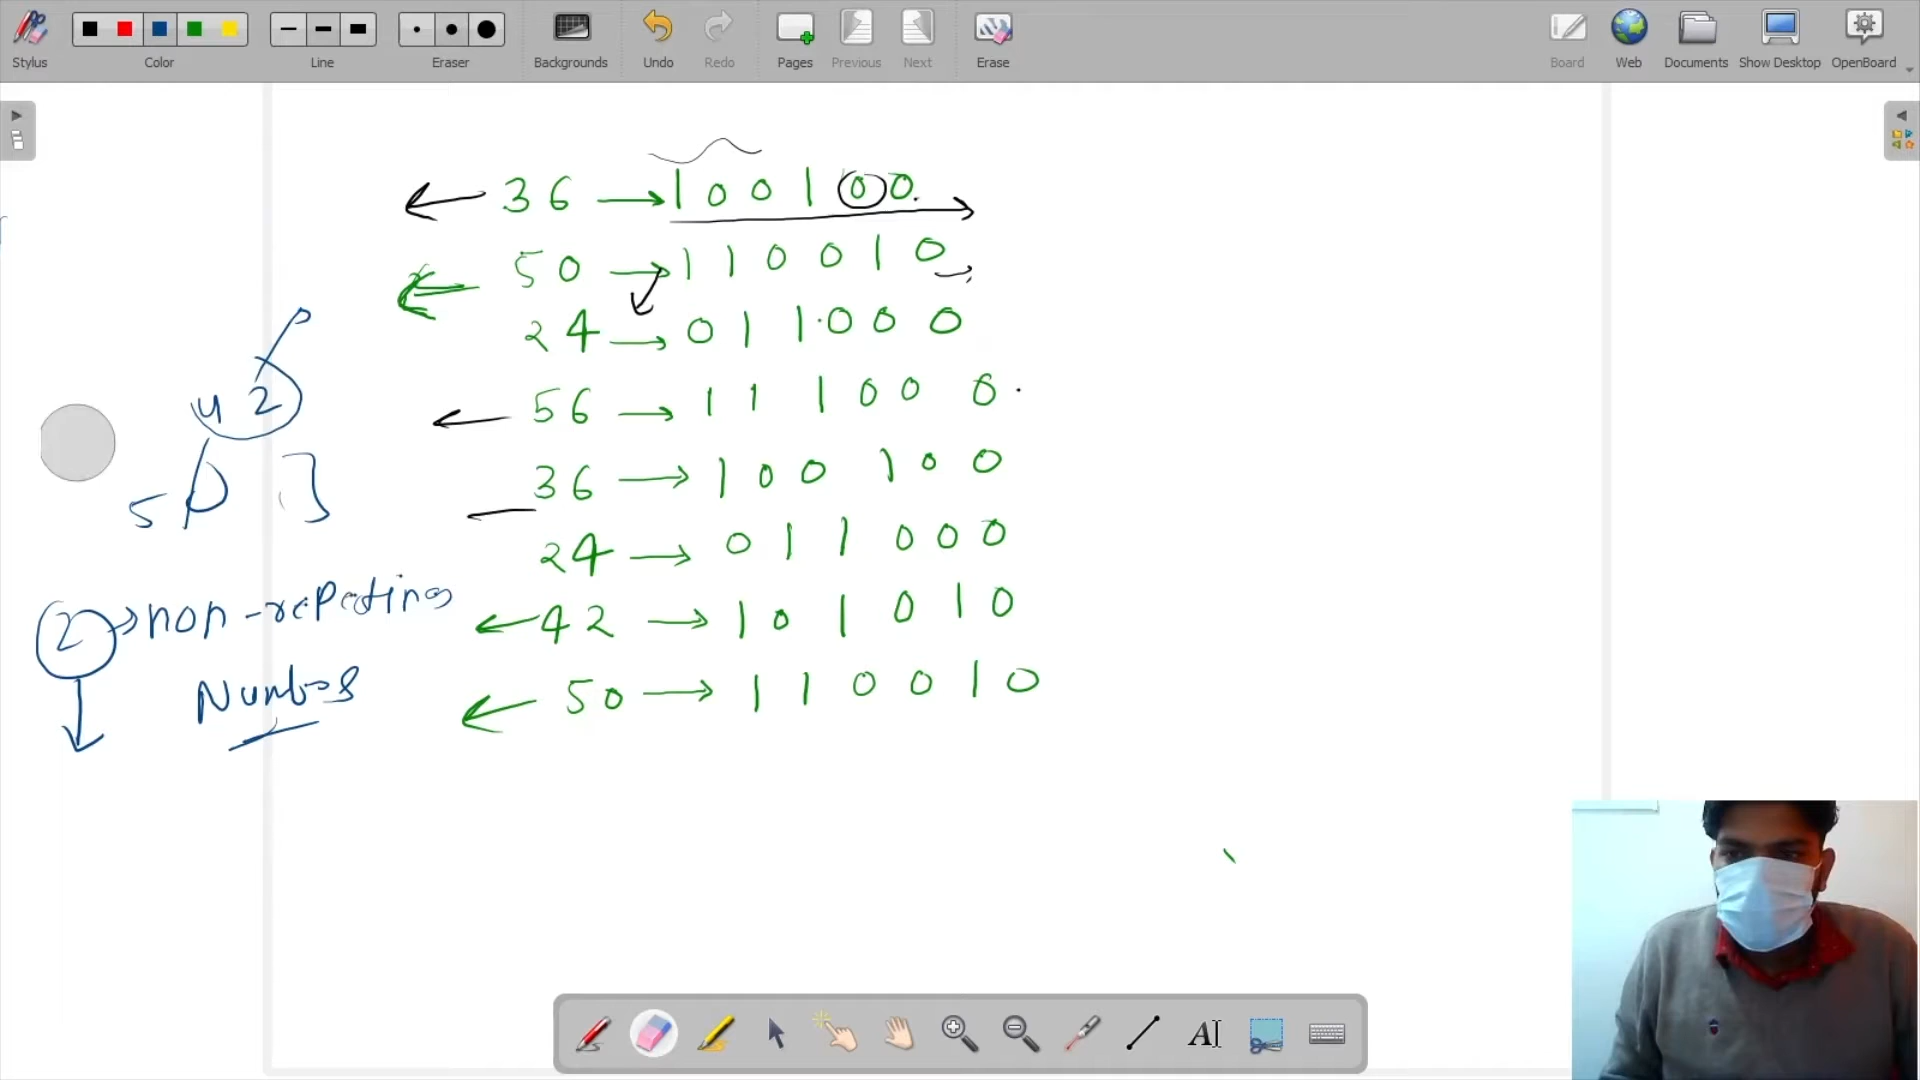 Stylus
Color
Line
Eraser
Backgrounds
Undo
Redo
Pages
Previous
Next
Erase
Board
Web
Documents
Show Desktop
OpenBoard
36 → 100100
50 → 110010
24 → 011000
56 → 111000
36 → 100100
24 → 011000
42 → 101010
50 → 110010
42
5
2 → non-repeating
Numbers